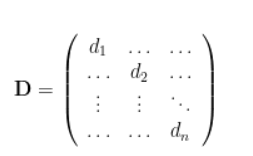 D = ( d₁ … …
… d₂ …
⋮ ⋮ ⋱
… … dₙ )